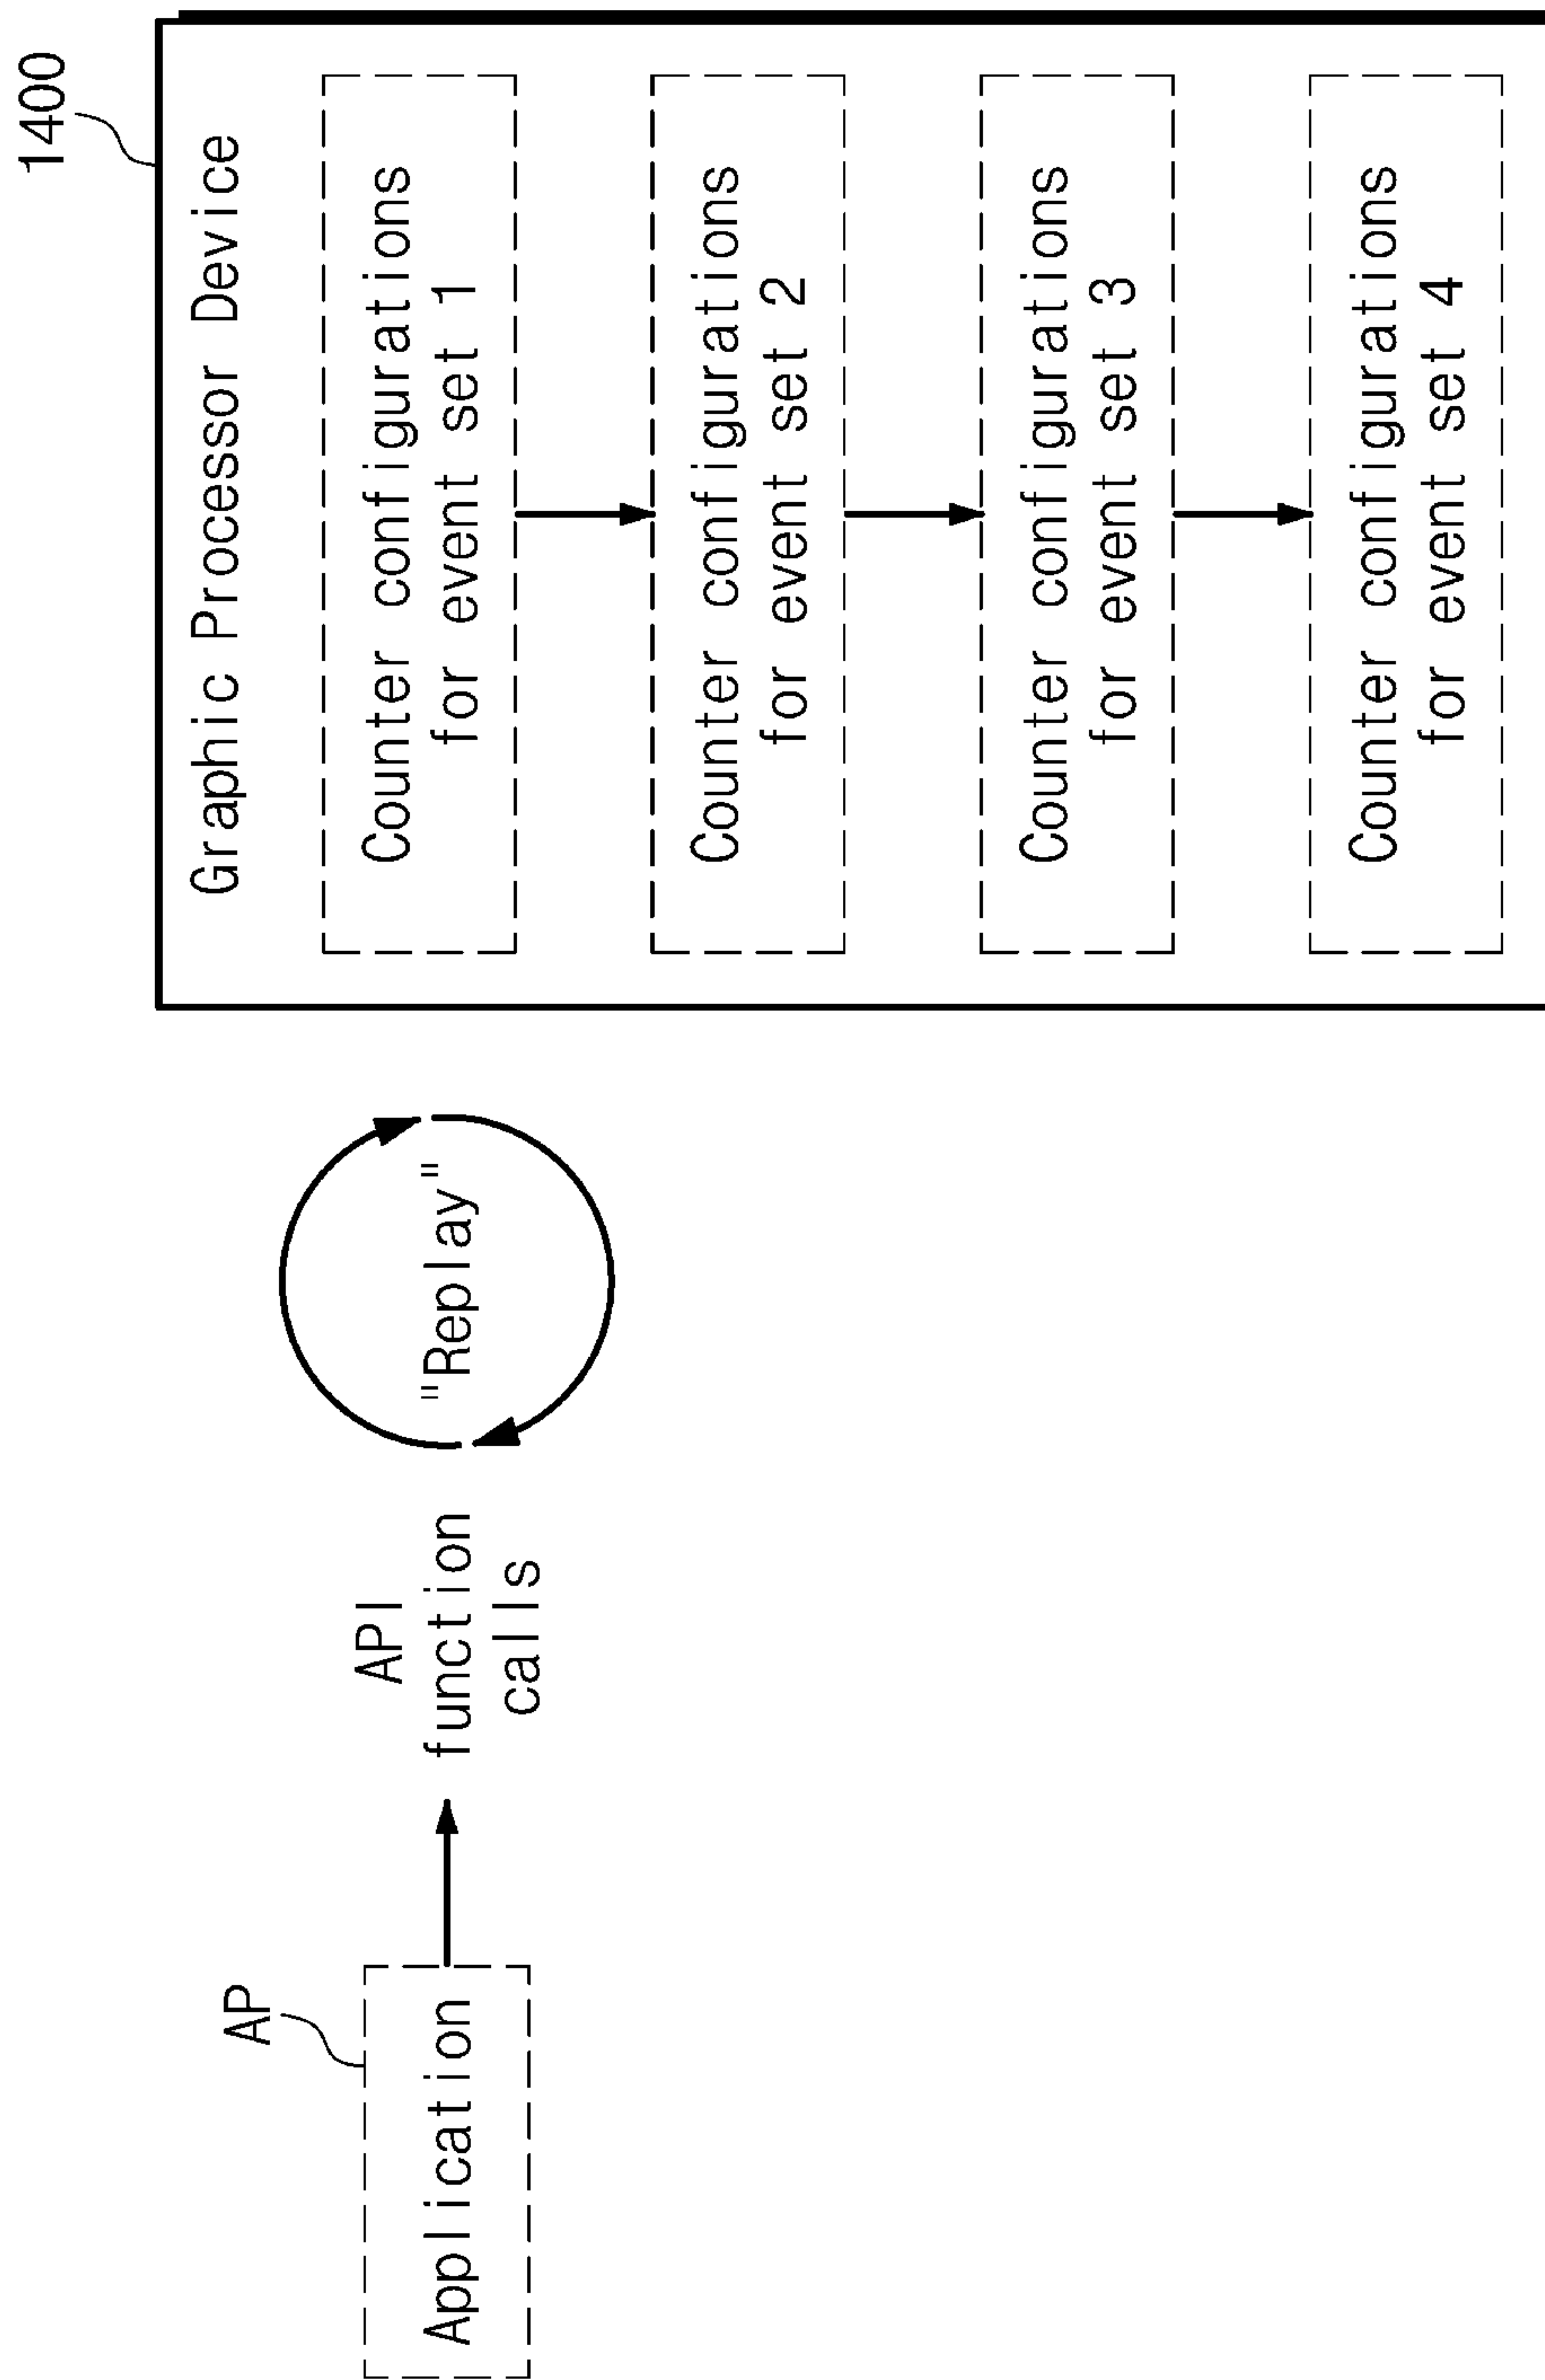 1400
Graphic Processor Device
Counter configurations
for event set 1
Counter configurations
for event set 2
Counter configurations
for event set 3
Counter configurations
for event set 4
AP
Application
API
function
calls
"Replay"